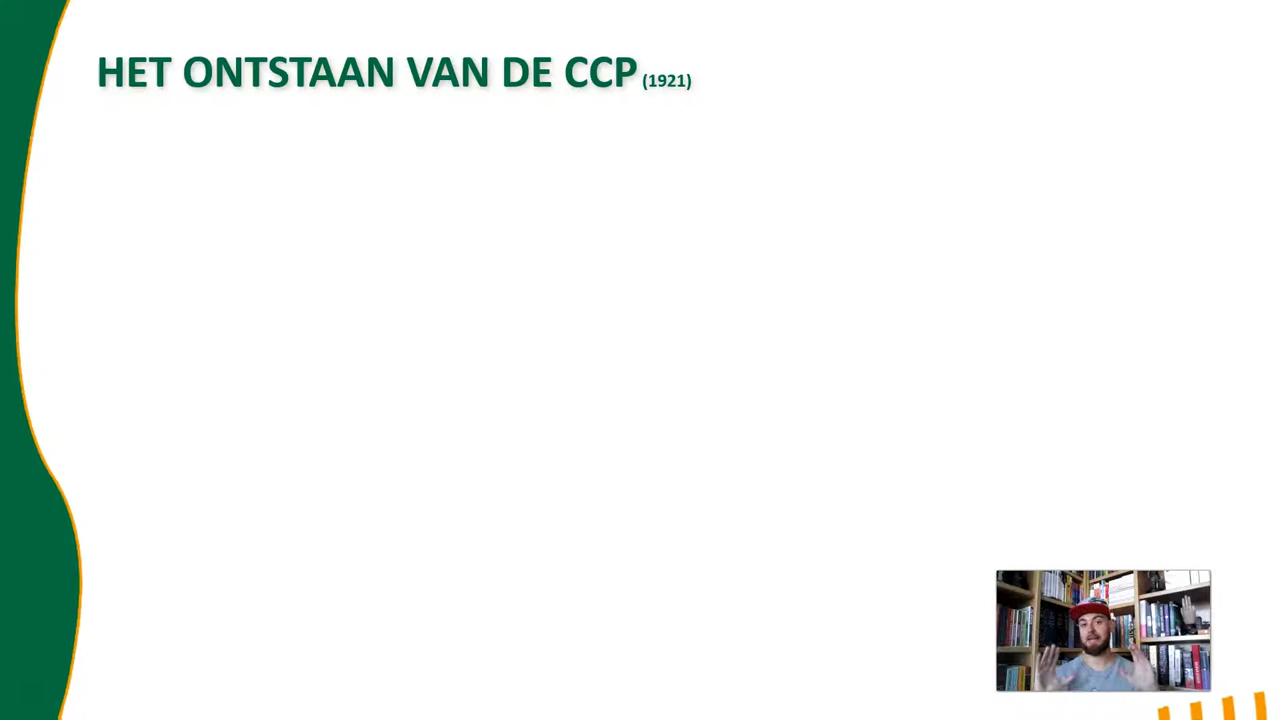 HET ONTSTAAN VAN DE CCP (1921)